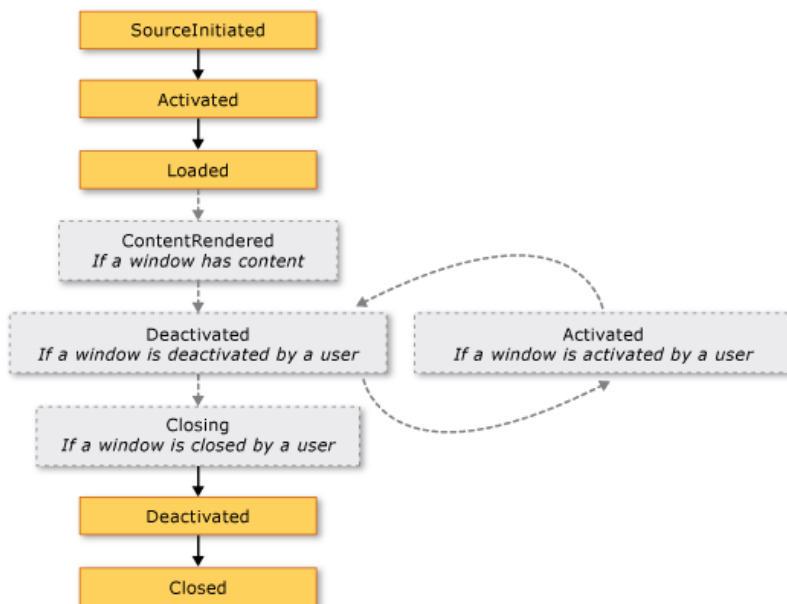 SourceInitiated
Activated
Loaded
ContentRendered
If a window has content
Deactivated
If a window is deactivated by a user
Activated
If a window is activated by a user
Closing
If a window is closed by a user
Deactivated
Closed